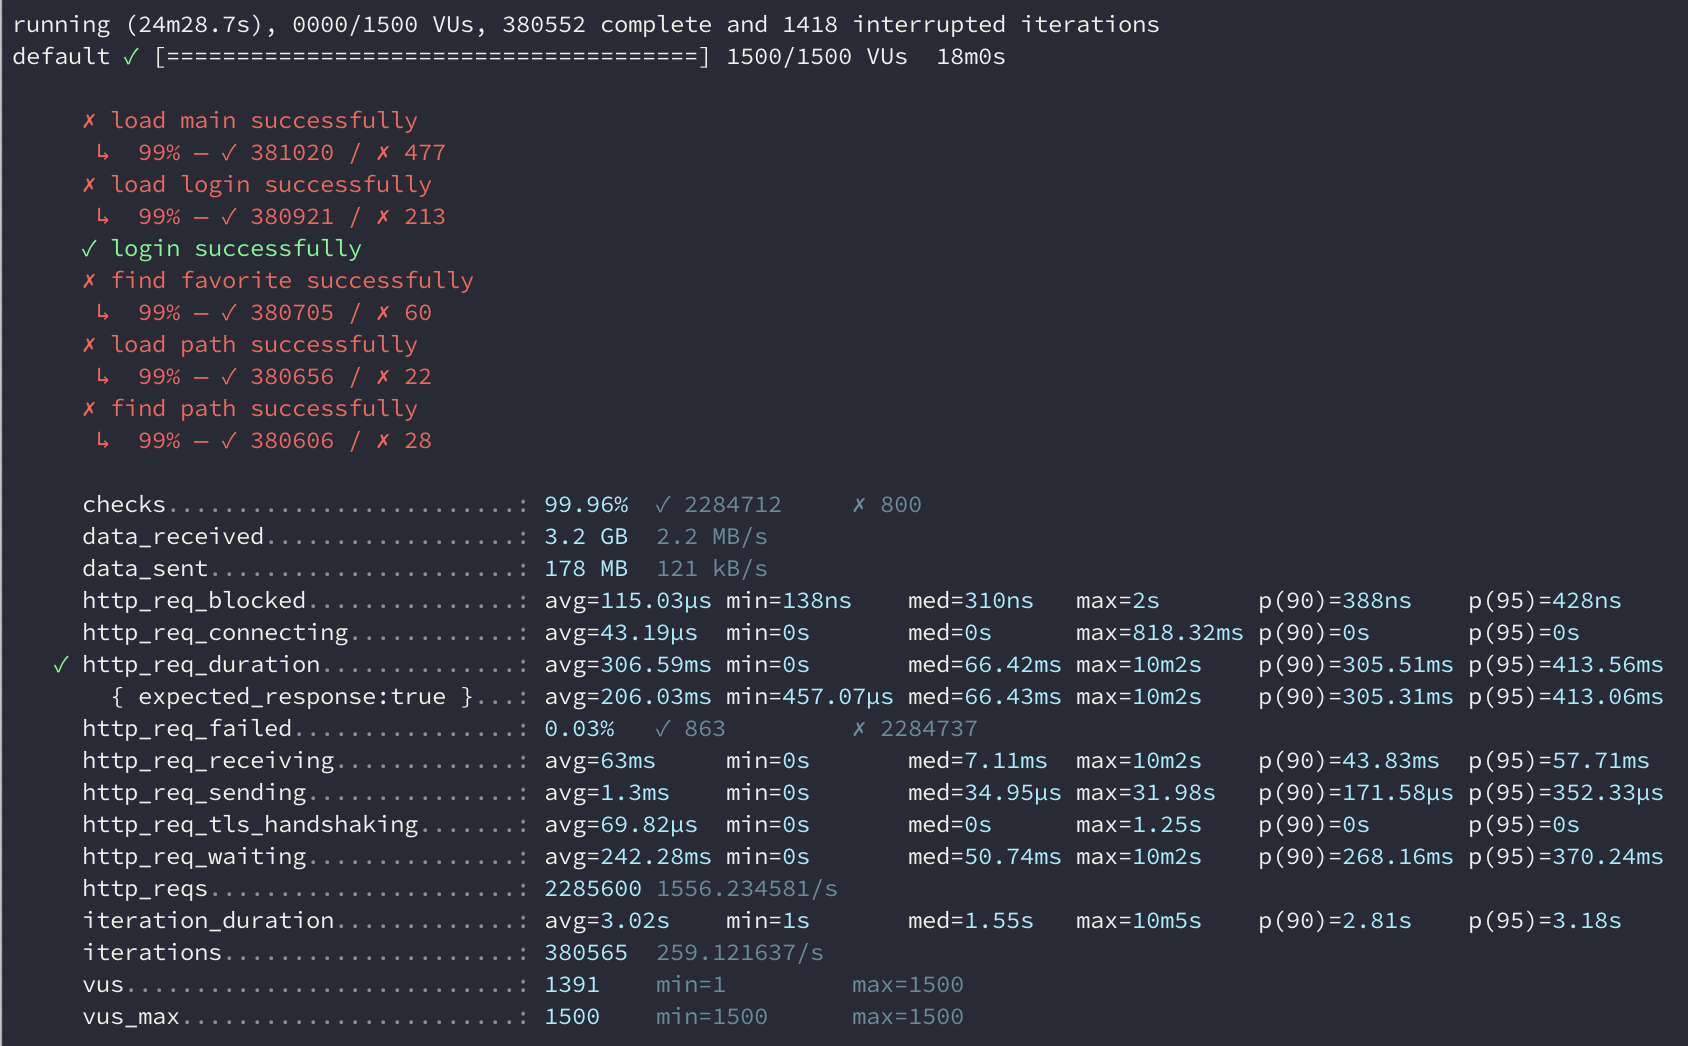 running (24m28.7s), 0000/1500 VUs, 380552 complete and 1418 interrupted iterations
default ✓ [======================================] 1500/1500 VUs  18m0s
✗ load main successfully
↳  99% — ✓ 381020 / ✗ 477
✗ load login successfully
↳  99% — ✓ 380921 / ✗ 213
✓ login successfully
✗ find favorite successfully
↳  99% — ✓ 380705 / ✗ 60
✗ load path successfully
↳  99% — ✓ 380656 / ✗ 22
✗ find path successfully
↳  99% — ✓ 380606 / ✗ 28
checks.........................: 99.96%  ✓ 2284712     ✗ 800
data_received..................: 3.2 GB  2.2 MB/s
data_sent......................: 178 MB  121 kB/s
http_req_blocked...............: avg=115.03µs min=138ns    med=310ns   max=2s       p(90)=388ns    p(95)=428ns
http_req_connecting............: avg=43.19µs  min=0s       med=0s      max=818.32ms p(90)=0s       p(95)=0s
✓ http_req_duration..............: avg=306.59ms min=0s       med=66.42ms max=10m2s    p(90)=305.51ms p(95)=413.56ms
{ expected_response:true }...: avg=206.03ms min=457.07µs med=66.43ms max=10m2s    p(90)=305.31ms p(95)=413.06ms
http_req_failed................: 0.03%   ✓ 863         ✗ 2284737
http_req_receiving.............: avg=63ms     min=0s       med=7.11ms  max=10m2s    p(90)=43.83ms  p(95)=57.71ms
http_req_sending...............: avg=1.3ms    min=0s       med=34.95µs max=31.98s   p(90)=171.58µs p(95)=352.33µs
http_req_tls_handshaking.......: avg=69.82µs  min=0s       med=0s      max=1.25s    p(90)=0s       p(95)=0s
http_req_waiting...............: avg=242.28ms min=0s       med=50.74ms max=10m2s    p(90)=268.16ms p(95)=370.24ms
http_reqs......................: 2285600 1556.234581/s
iteration_duration.............: avg=3.02s    min=1s       med=1.55s   max=10m5s    p(90)=2.81s    p(95)=3.18s
iterations.....................: 380565  259.121637/s
vus............................: 1391    min=1         max=1500
vus_max........................: 1500    min=1500      max=1500